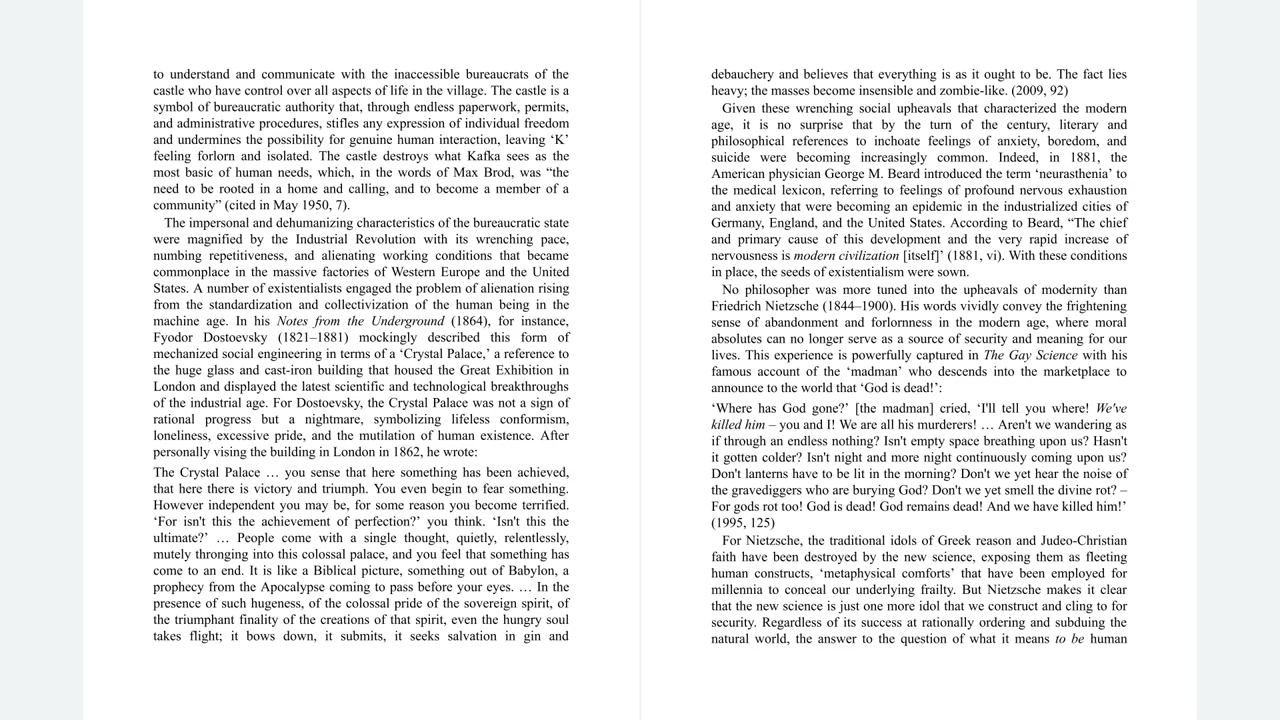 to understand and communicate with the inaccessible bureaucrats of the
castle who have control over all aspects of life in the village. The castle is a
symbol of bureaucratic authority that, through endless paperwork, permits,
and administrative procedures, stifles any expression of individual freedom
and undermines the possibility for genuine human interaction, leaving ‘K’
feeling forlorn and isolated. The castle destroys what Kafka sees as the
most basic of human needs, which, in the words of Max Brod, was “the
need to be rooted in a home and calling, and to become a member of a
community” (cited in May 1950, 7).
The impersonal and dehumanizing characteristics of the bureaucratic state
were magnified by the Industrial Revolution with its wrenching pace,
numbing repetitiveness, and alienating working conditions that became
commonplace in the massive factories of Western Europe and the United
States. A number of existentialists engaged the problem of alienation rising
from the standardization and collectivization of the human being in the
machine age. In his Notes from the Underground (1864), for instance,
Fyodor Dostoevsky (1821–1881) mockingly described this form of
mechanized social engineering in terms of a ‘Crystal Palace,’ a reference to
the huge glass and cast-iron building that housed the Great Exhibition in
London and displayed the latest scientific and technological breakthroughs
of the industrial age. For Dostoevsky, the Crystal Palace was not a sign of
rational progress but a nightmare, symbolizing lifeless conformism,
loneliness, excessive pride, and the mutilation of human existence. After
personally vising the building in London in 1862, he wrote:
The Crystal Palace … you sense that here something has been achieved,
that here there is victory and triumph. You even begin to fear something.
However independent you may be, for some reason you become terrified.
‘For isn't this the achievement of perfection?’ you think. ‘Isn't this the
ultimate?’ … People come with a single thought, quietly, relentlessly,
mutely thronging into this colossal palace, and you feel that something has
come to an end. It is like a Biblical picture, something out of Babylon, a
prophecy from the Apocalypse coming to pass before your eyes. … In the
presence of such hugeness, of the colossal pride of the sovereign spirit, of
the triumphant finality of the creations of that spirit, even the hungry soul
takes flight; it bows down, it submits, it seeks salvation in gin and
debauchery and believes that everything is as it ought to be. The fact lies
heavy; the masses become insensible and zombie-like. (2009, 92)
Given these wrenching social upheavals that characterized the modern
age, it is no surprise that by the turn of the century, literary and
philosophical references to inchoate feelings of anxiety, boredom, and
suicide were becoming increasingly common. Indeed, in 1881, the
American physician George M. Beard introduced the term ‘neurasthenia’ to
the medical lexicon, referring to feelings of profound nervous exhaustion
and anxiety that were becoming an epidemic in the industrialized cities of
Germany, England, and the United States. According to Beard, “The chief
and primary cause of this development and the very rapid increase of
nervousness is modern civilization [itself]’ (1881, vi). With these conditions
in place, the seeds of existentialism were sown.
No philosopher was more tuned into the upheavals of modernity than
Friedrich Nietzsche (1844–1900). His words vividly convey the frightening
sense of abandonment and forlornness in the modern age, where moral
absolutes can no longer serve as a source of security and meaning for our
lives. This experience is powerfully captured in The Gay Science with his
famous account of the ‘madman’ who descends into the marketplace to
announce to the world that ‘God is dead!’:
‘Where has God gone?’ [the madman] cried, ‘I'll tell you where! We've
killed him – you and I! We are all his murderers! … Aren't we wandering as
if through an endless nothing? Isn't empty space breathing upon us? Hasn't
it gotten colder? Isn't night and more night continuously coming upon us?
Don't lanterns have to be lit in the morning? Don't we yet hear the noise of
the gravediggers who are burying God? Don't we yet smell the divine rot? –
For gods rot too! God is dead! God remains dead! And we have killed him!’
(1995, 125)
For Nietzsche, the traditional idols of Greek reason and Judeo-Christian
faith have been destroyed by the new science, exposing them as fleeting
human constructs, ‘metaphysical comforts’ that have been employed for
millennia to conceal our underlying frailty. But Nietzsche makes it clear
that the new science is just one more idol that we construct and cling to for
security. Regardless of its success at rationally ordering and subduing the
natural world, the answer to the question of what it means to be human